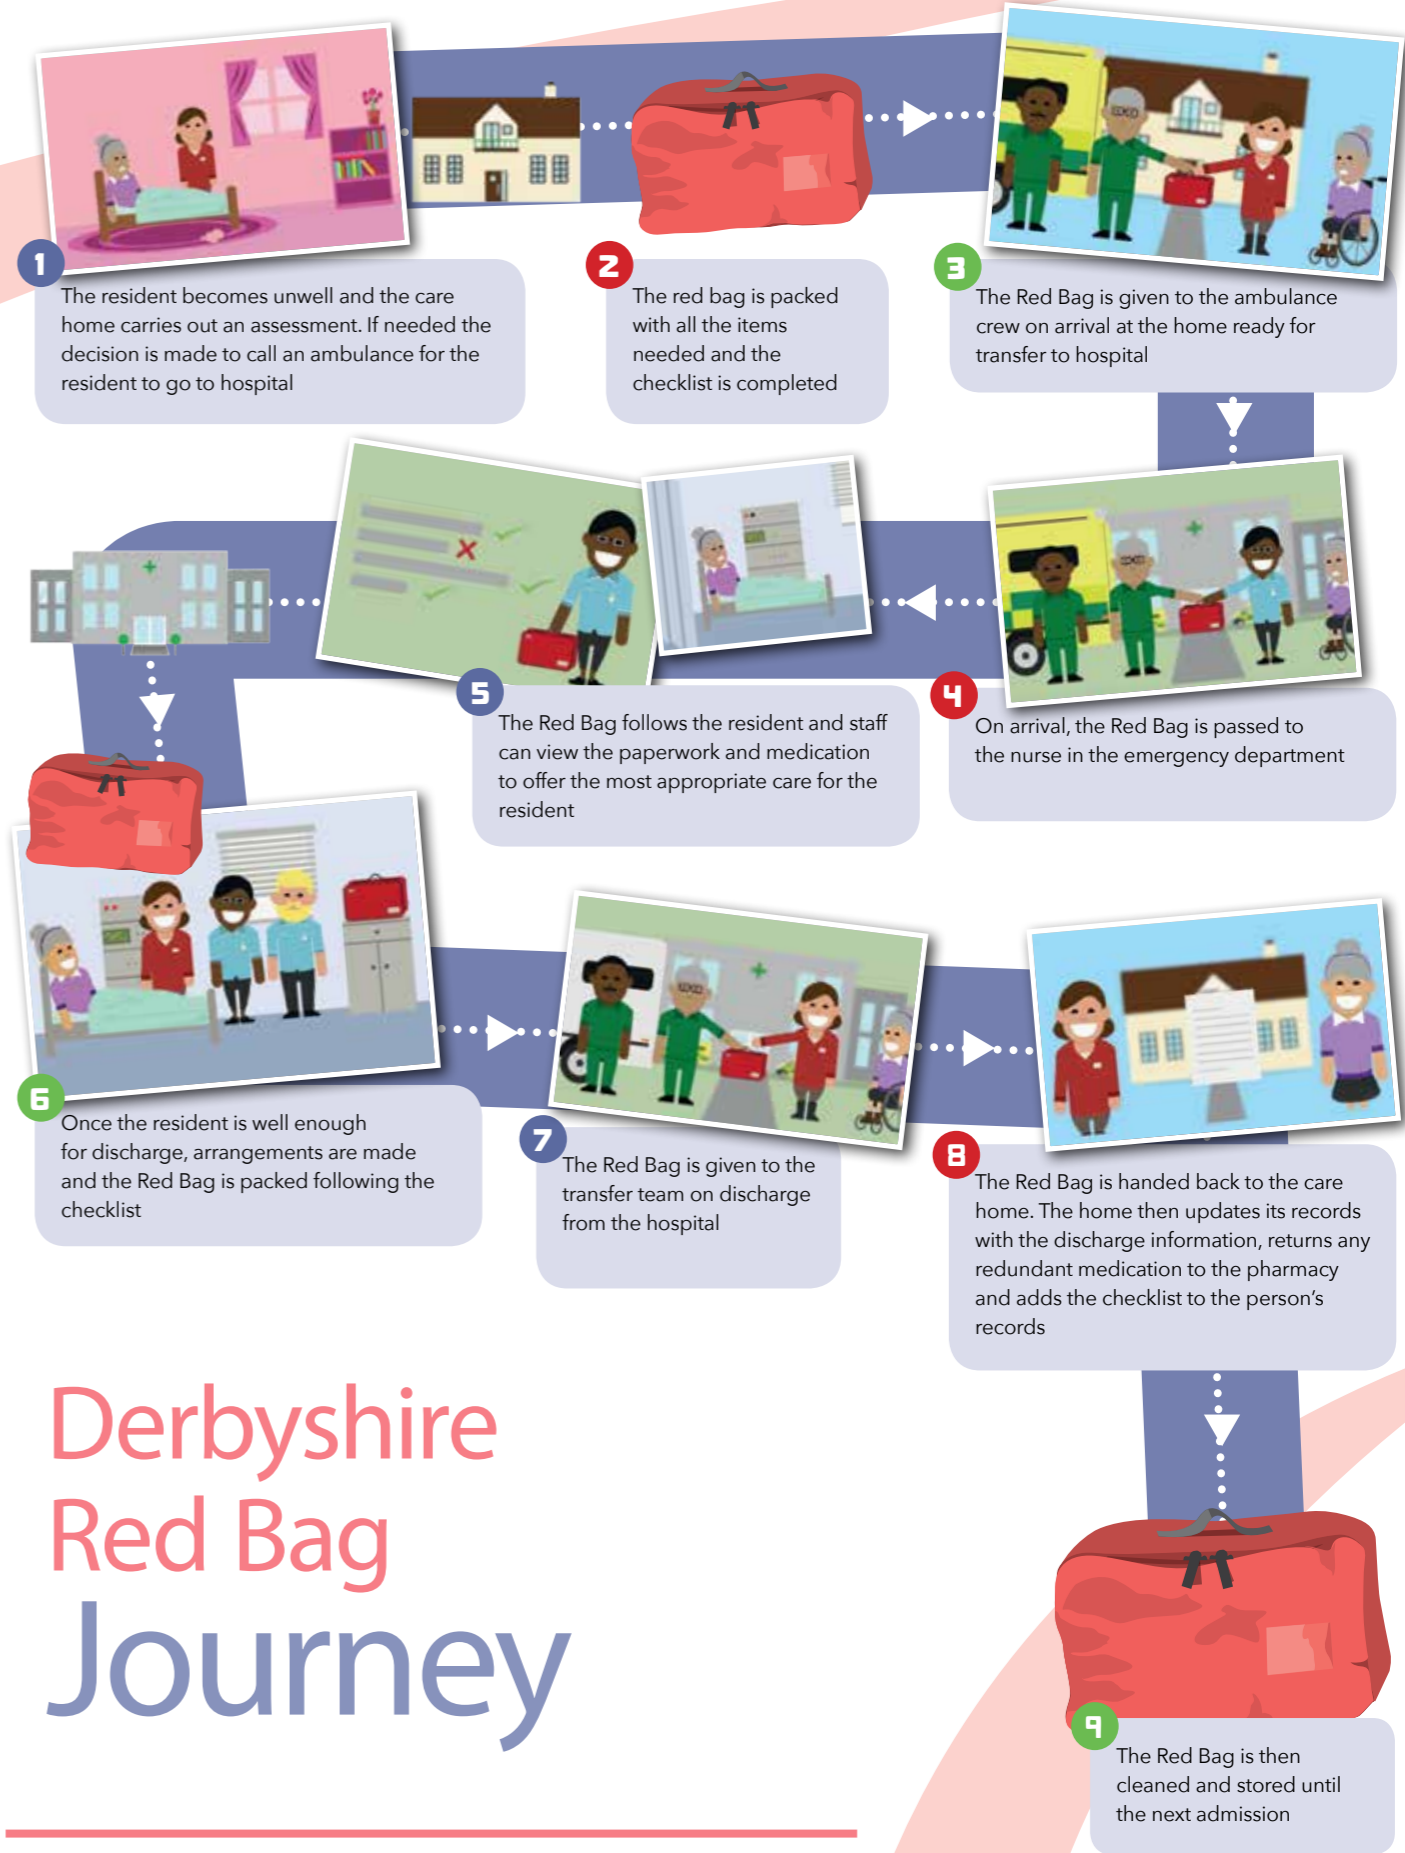 1
The resident becomes unwell and the care
home carries out an assessment. If needed the
decision is made to call an ambulance for the
resident to go to hospital
2
The red bag is packed
with all the items
needed and the
checklist is completed
3
The Red Bag is given to the ambulance
crew on arrival at the home ready for
transfer to hospital
4
On arrival, the Red Bag is passed to
the nurse in the emergency department
5
The Red Bag follows the resident and staff
can view the paperwork and medication
to offer the most appropriate care for the
resident
6
Once the resident is well enough
for discharge, arrangements are made
and the Red Bag is packed following the
checklist
7
The Red Bag is given to the
transfer team on discharge
from the hospital
8
The Red Bag is handed back to the care
home. The home then updates its records
with the discharge information, returns any
redundant medication to the pharmacy
and adds the checklist to the person’s
records
Derbyshire
Red Bag
Journey
9
The Red Bag is then
cleaned and stored until
the next admission